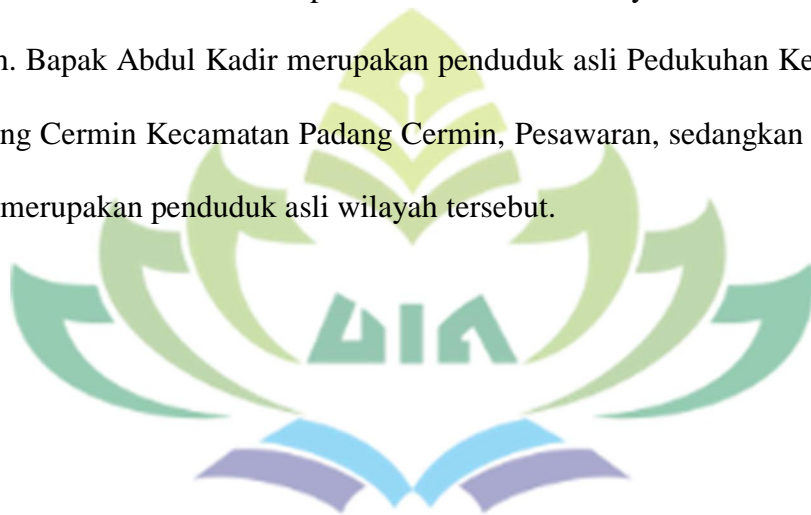 n. Bapak Abdul Kadir merupakan penduduk asli Pedukuhan Ke
ng Cermin Kecamatan Padang Cermin, Pesawaran, sedangkan
merupakan penduduk asli wilayah tersebut.
UIN